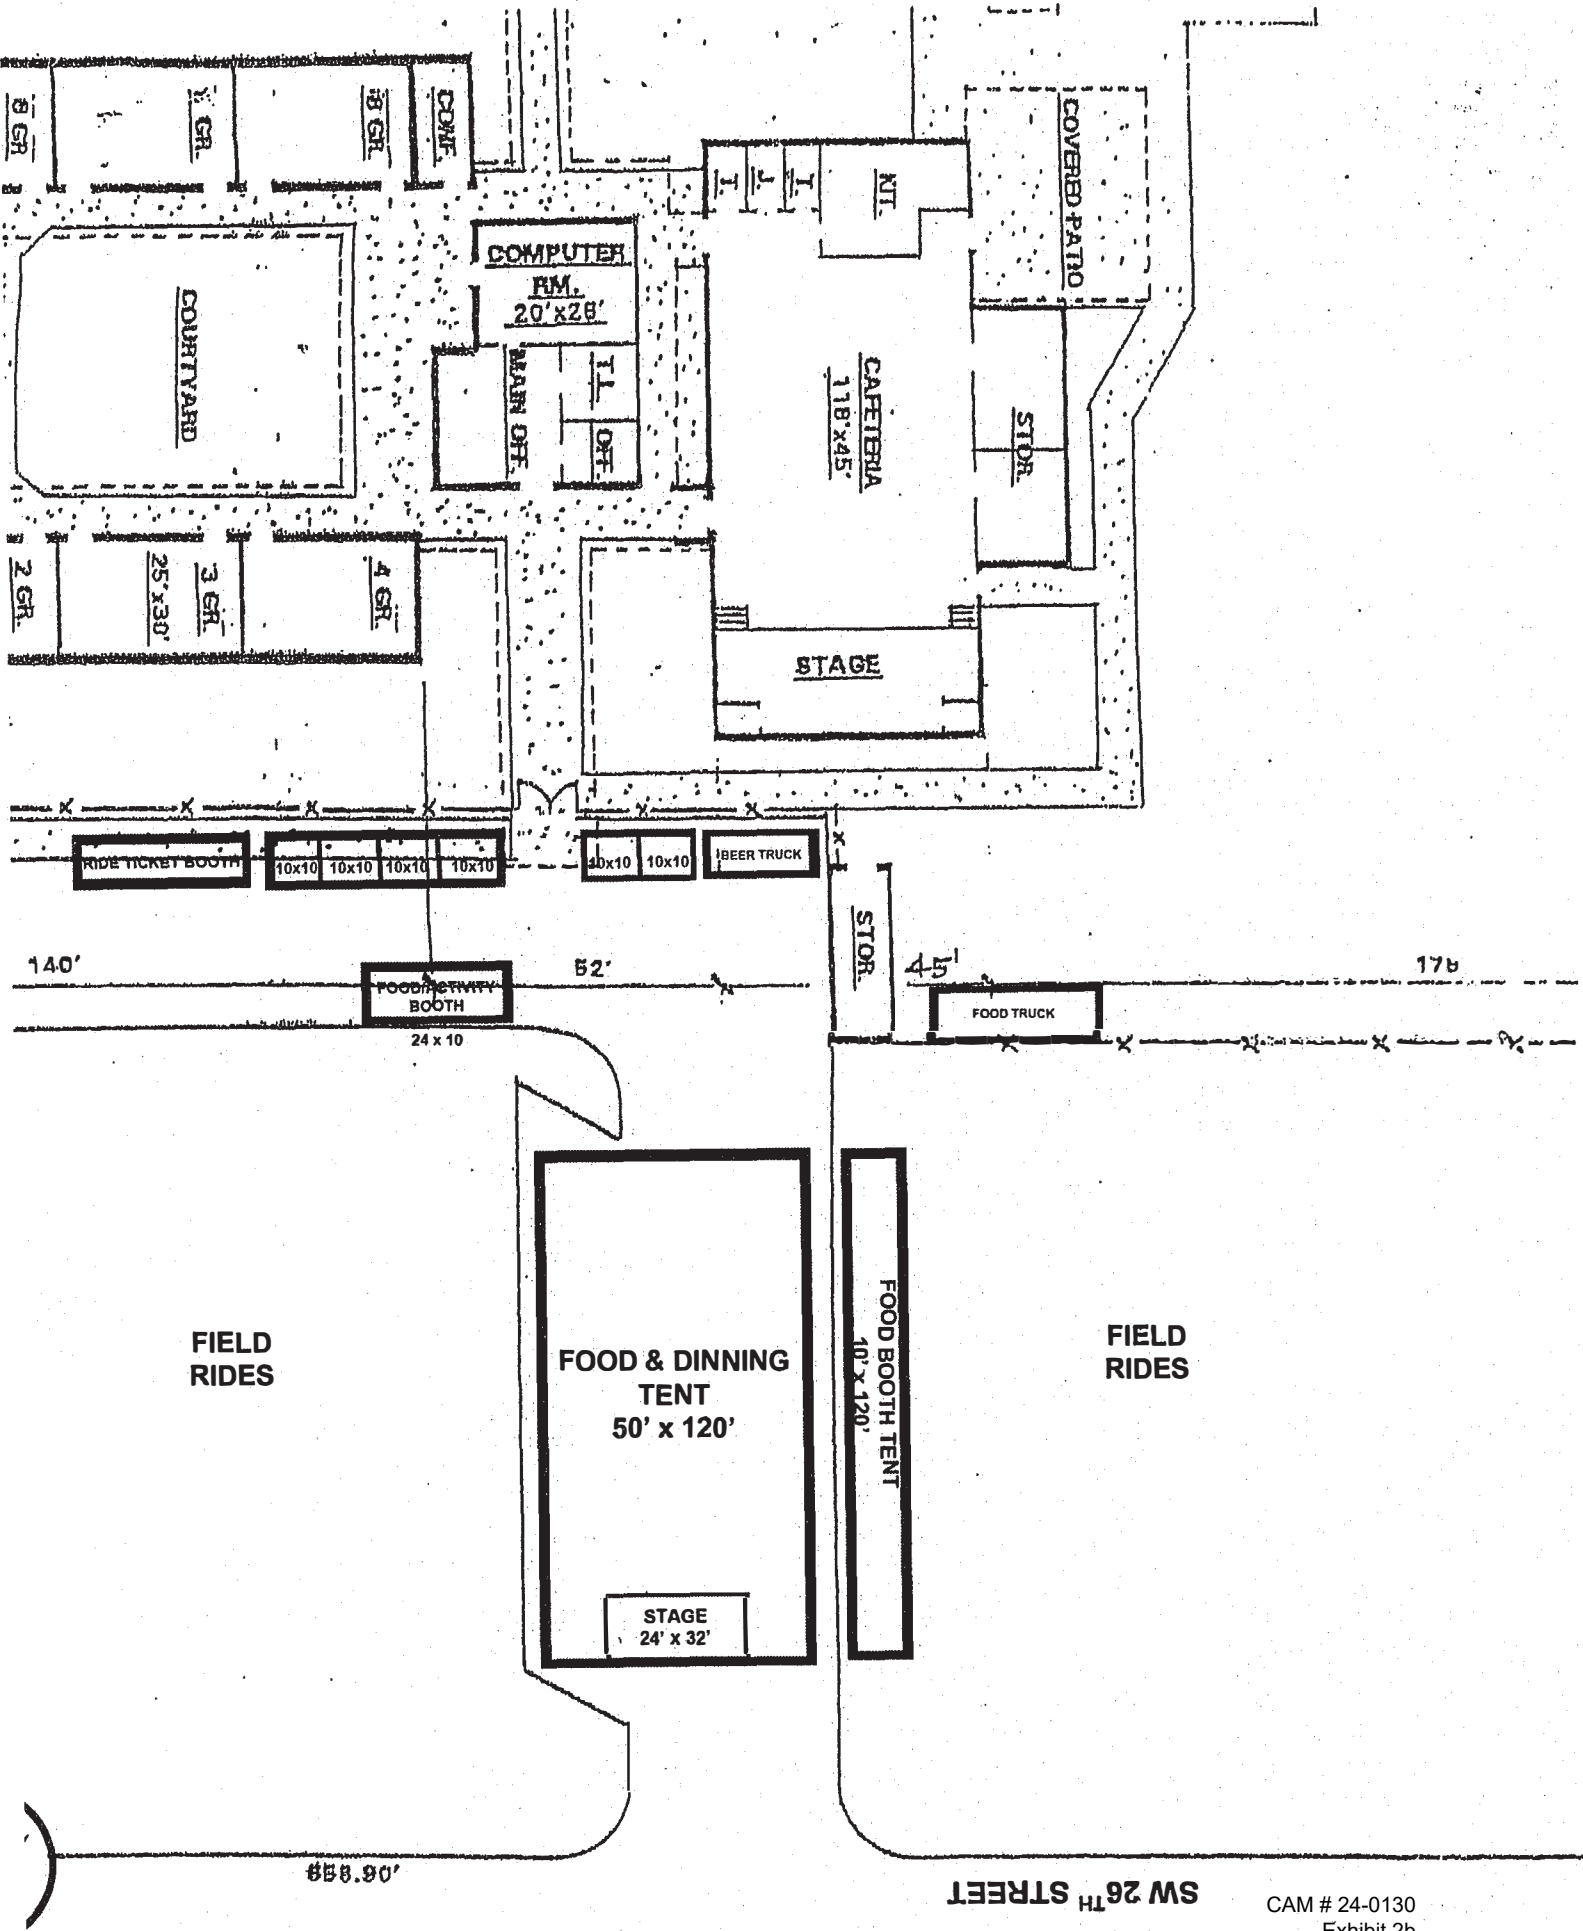 8 GR
GR.
8 GR.
CONF.
COVERED PATIO
KIT.
T.
J.
T.
COMPUTER
RM.
20'x28'
COURTYARD
MAIN OFF.
OFF.
CAFETERIA
118'x45'
STOR.
2 GR.
3 GR.
25'x30'
4 GR.
STAGE
RIDE TICKET BOOTH
10x10
10x10
10x10
10x10
10x10
10x10
BEER TRUCK
STOR.
140'
52'
45'
FOOD/ACTIVITY
BOOTH
24 x 10
FOOD TRUCK
FIELD
RIDES
FOOD & DINNING
TENT
50' x 120'
FOOD BOOTH TENT
10' x 120'
FIELD
RIDES
STAGE
24' x 32'
SW 26TH STREET
CAM # 24-0130
Exhibit 2b